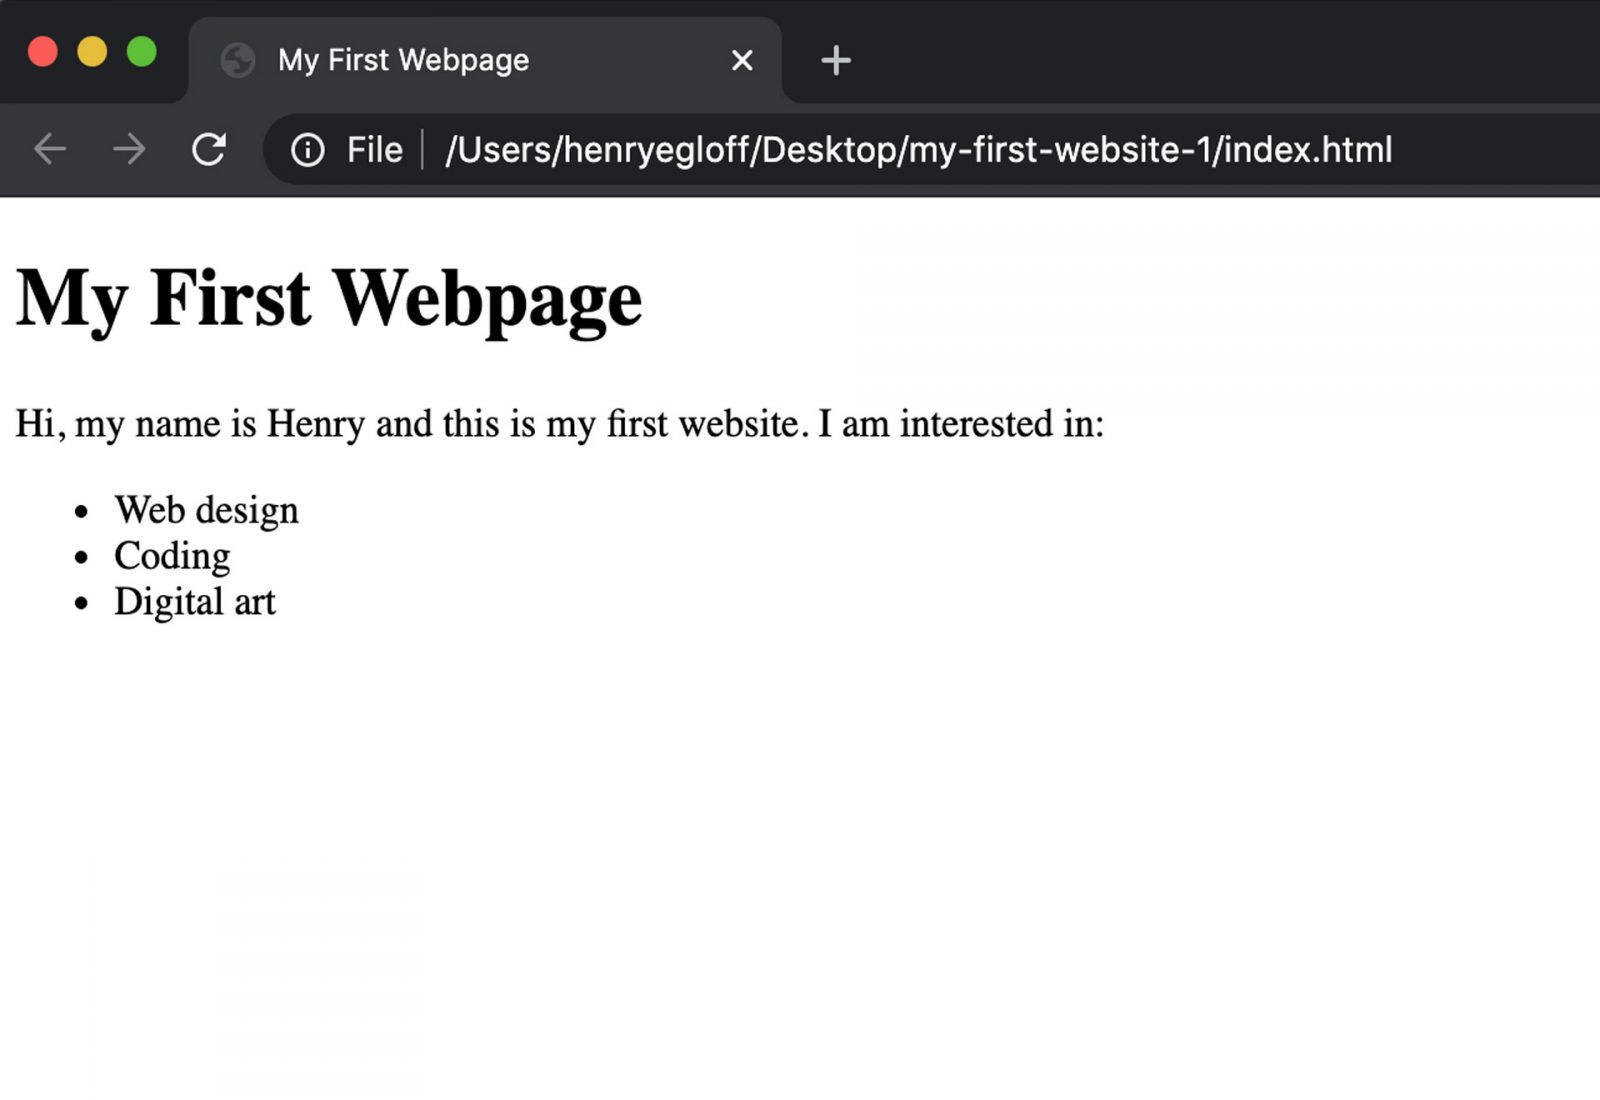 My First Webpage
File /Users/henryegloff/Desktop/my-first-website-1/index.html
My First Webpage
Hi, my name is Henry and this is my first website. I am interested in:
• Web design
• Coding
• Digital art